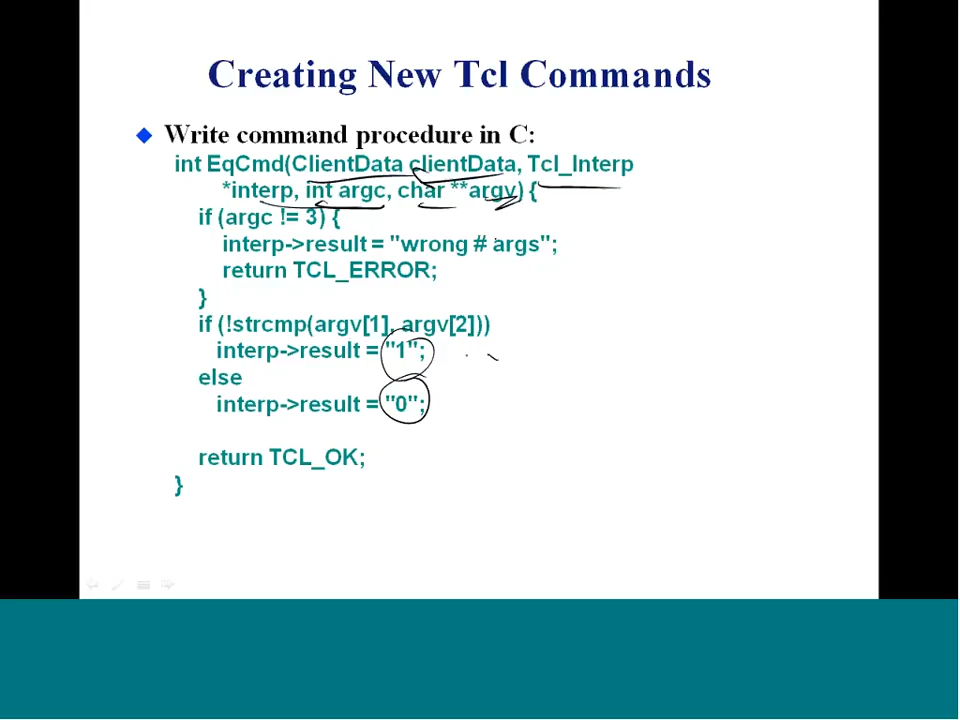 Creating New Tcl Commands
Write command procedure in C:
int EqCmd(ClientData clientData, Tcl_Interp
*interp, int argc, char **argv) {
if (argc != 3) {
interp->result = "wrong # args";
return TCL_ERROR;
}
if (!strcmp(argv[1], argv[2]))
interp->result = "1";
else
interp->result = "0";
return TCL_OK;
}